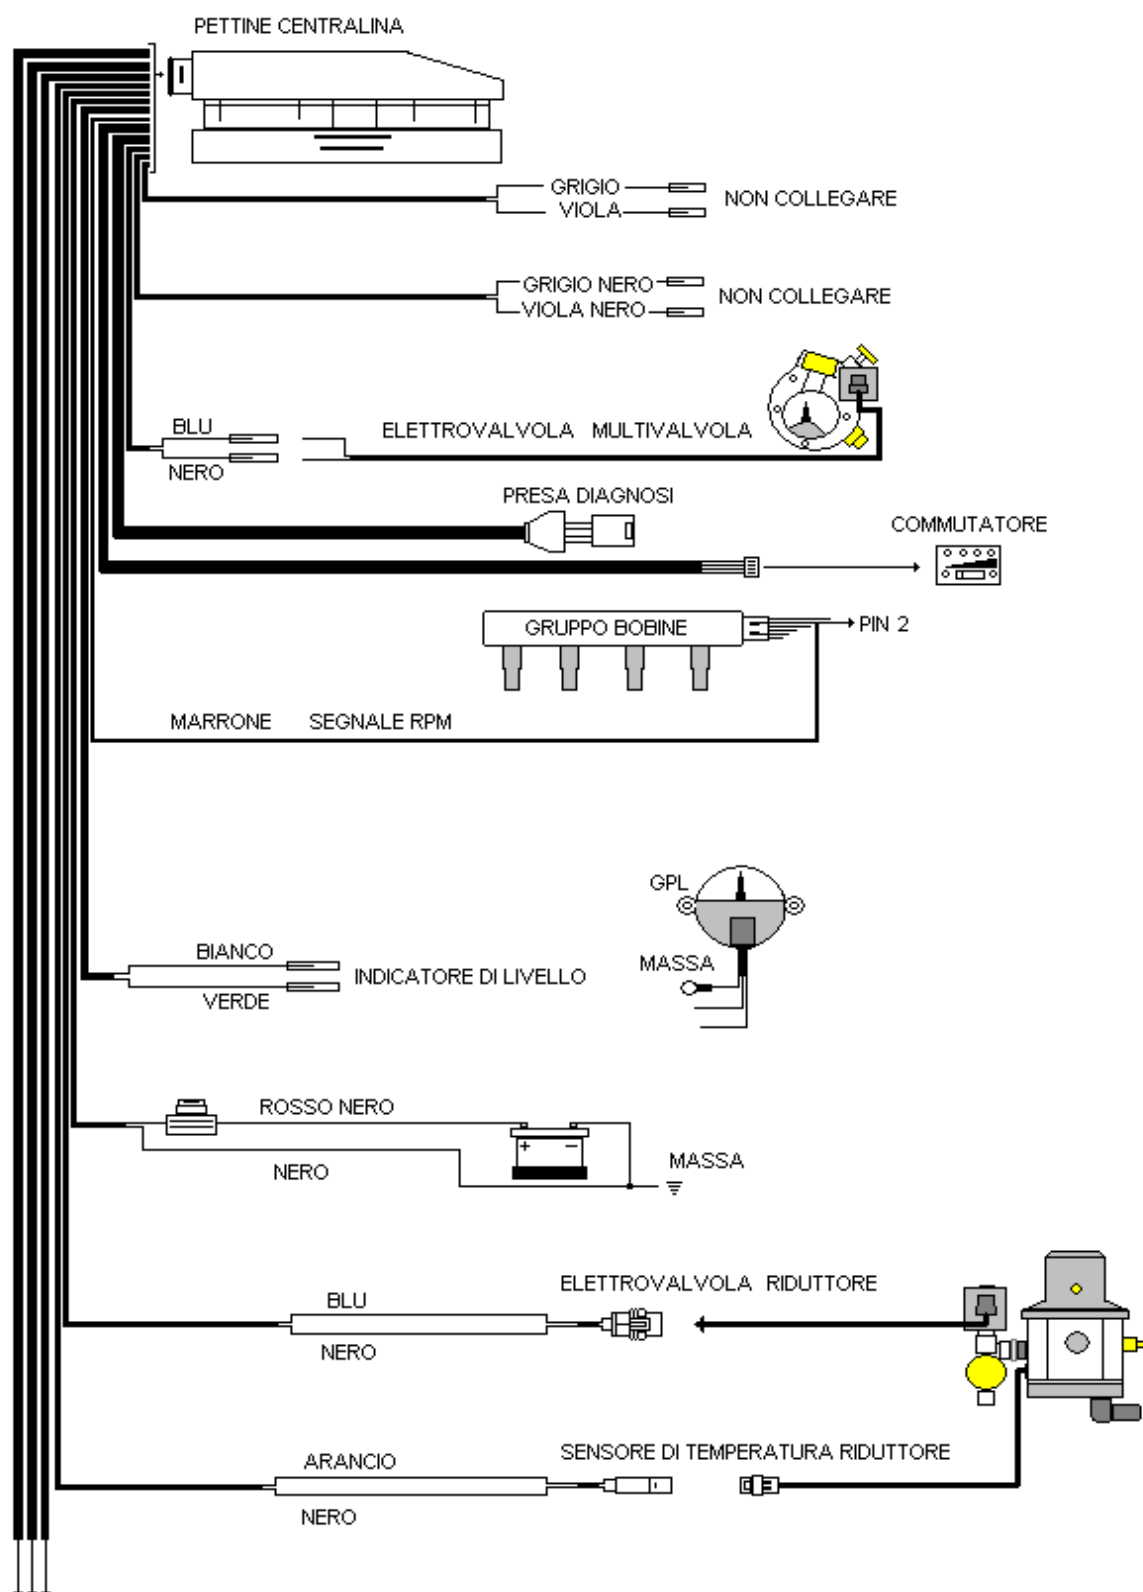 PETTINE CENTRALINA
GRIGIO
VIOLA
NON COLLEGARE
GRIGIO NERO
VIOLA NERO
NON COLLEGARE
BLU
NERO
ELETTROVALVOLA MULTIVALVOLA
PRESA DIAGNOSI
COMMUTATORE
GRUPPO BOBINE
PIN 2
MARRONE SEGNALE RPM
GPL
MASSA
BIANCO
VERDE
INDICATORE DI LIVELLO
ROSSO NERO
+ −
NERO
MASSA
ELETTROVALVOLA RIDUTTORE
BLU
NERO
SENSORE DI TEMPERATURA RIDUTTORE
ARANCIO
NERO